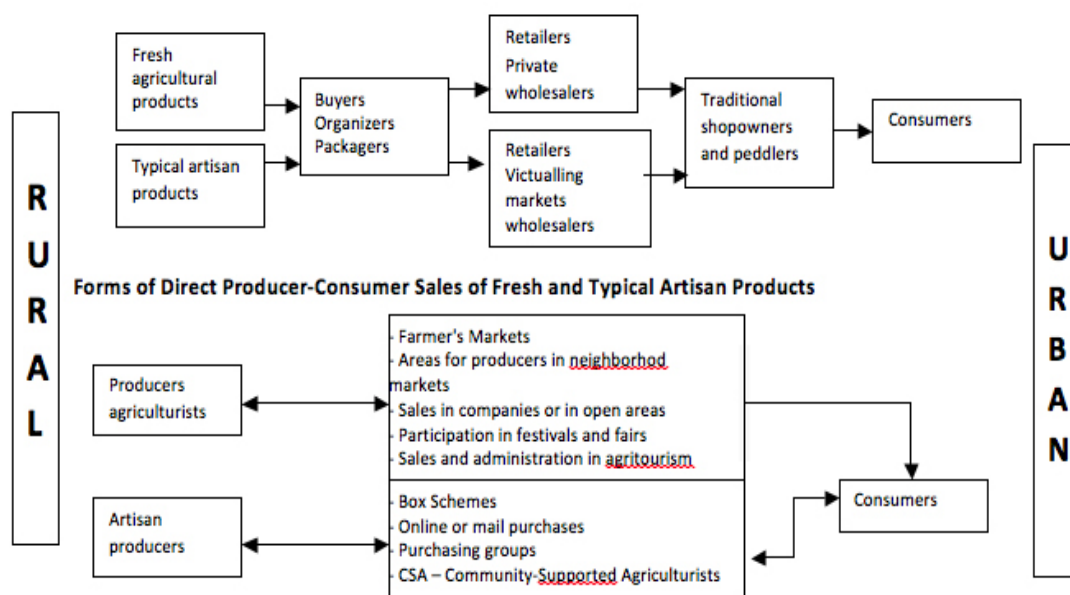 Fresh
agricultural
products
Typical artisan
products
Buyers
Organizers
Packagers
Retailers
Private
wholesalers
Retailers
Victualling
markets
wholesalers
Traditional
shopowners
and peddlers
Consumers
RURAL
URBAN
Forms of Direct Producer-Consumer Sales of Fresh and Typical Artisan Products
Producers
agriculturists
Artisan
producers
- Farmer's Markets
- Areas for producers in neighborhod
markets
- Sales in companies or in open areas
- Participation in festivals and fairs
- Sales and administration in agritourism
- Box Schemes
- Online or mail purchases
- Purchasing groups
- CSA – Community-Supported Agriculturists
Consumers